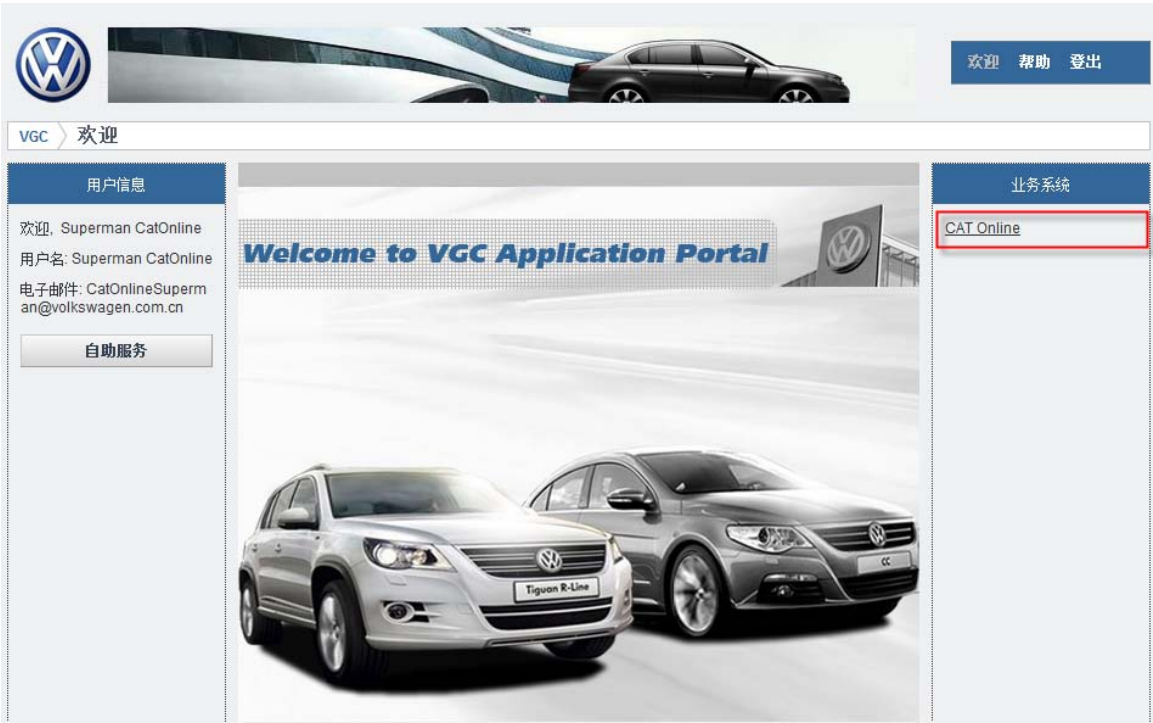 欢迎 帮助 登出
VGC 欢迎
用户信息
欢迎, Superman CatOnline
用户名: Superman CatOnline
电子邮件: CatOnlineSuperm
an@volkswagen.com.cn
自助服务
Welcome to VGC Application Portal
Tiguan R-Line
CC
业务系统
CAT Online